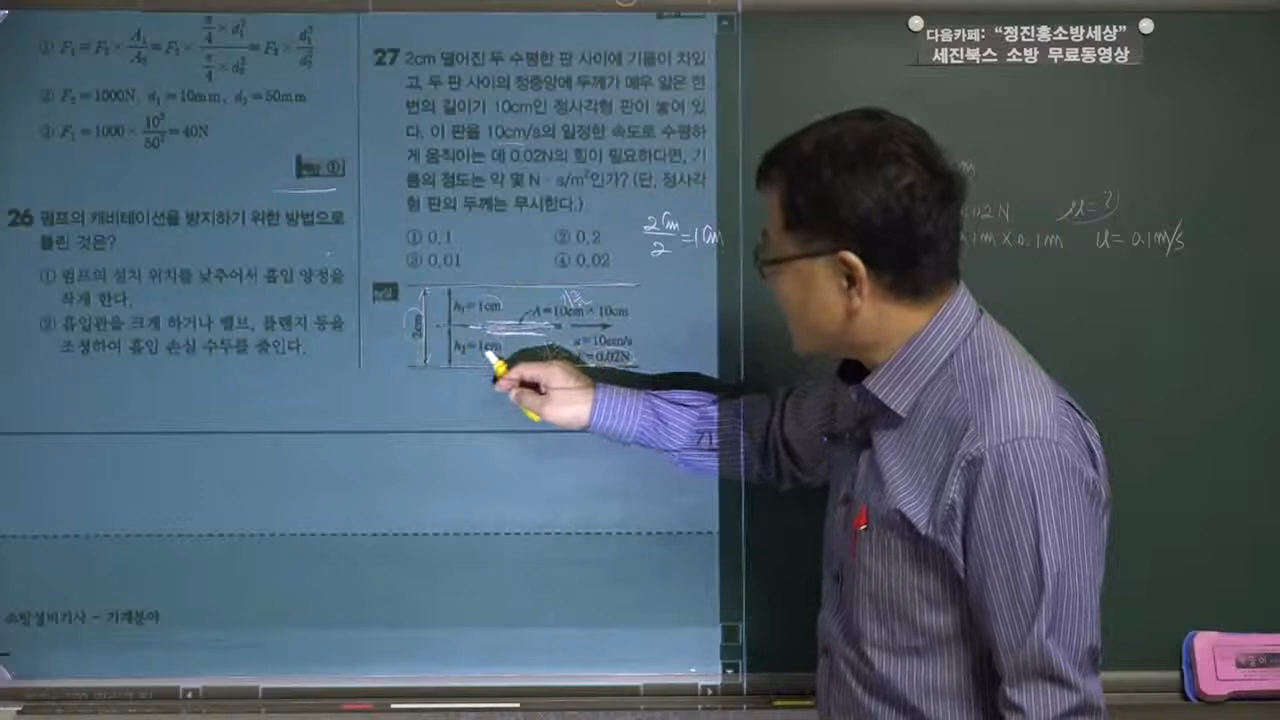 ① F₁=F₂×A₁/A₂=F₂×(π/4×d₁²)/(π/4×d₂²)=F₂×d₁²/d₂²
② F₂=1000N, d₁=10mm, d₂=50mm
③ F₁=1000×10²/50²=40N
①
26 펌프의 캐비테이션을 방지하기 위한 방법으로
틀린 것은?
① 펌프의 설치 위치를 낮추어서 흡입 양정을
작게 한다.
② 흡입관을 크게 하거나 밸브, 플랜지 등을
조정하여 흡입 손실 수두를 줄인다.
소방설비기사 - 기계분야
27 2cm 떨어진 두 수평한 판 사이에 기름이 차있
고, 두 판 사이의 정중앙에 두께가 매우 얇은 한
변의 길이가 10cm인 정사각형 판이 놓여 있
다. 이 판을 10cm/s의 일정한 속도로 수평하
게 움직이는 데 0.02N의 힘이 필요하다면, 기
름의 점도는 약 몇 N·s/m²인가? (단, 정사각
형 판의 두께는 무시한다.)
① 0.1 ② 0.2
③ 0.01 ④ 0.02
2cm/2=1cm
해설
2cm
h₁=1cm
기름
A=10cm×10cm
h₂=1cm
u=10cm/s
F=0.02N
71
다음카페: "정진홍소방세상"
세진북스 소방 무료동영상
m
02N μ=?
1m×0.1m u=0.1m/s